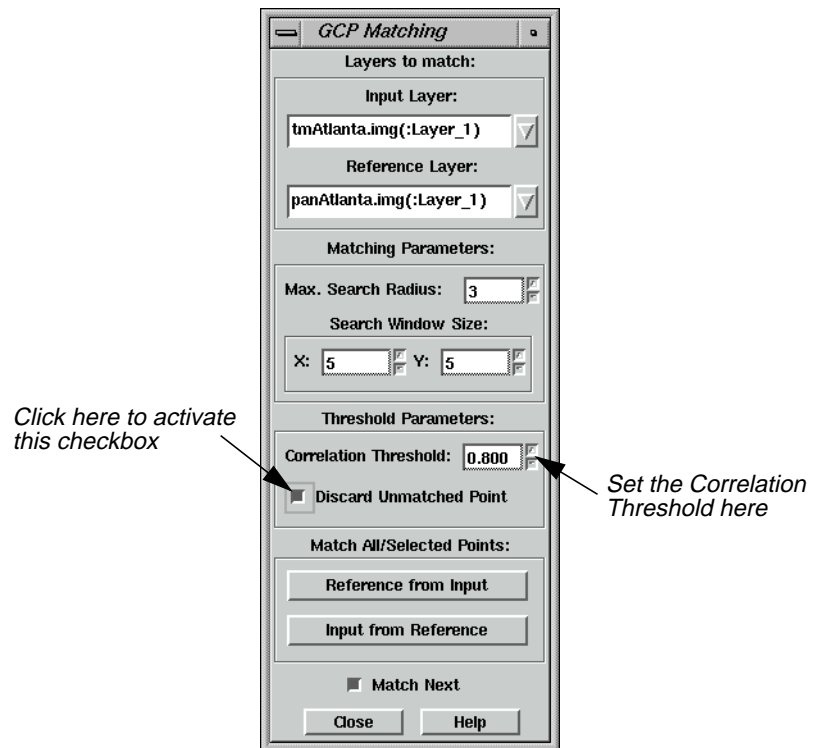 GCP Matching
Layers to match:
Input Layer:
tmAtlanta.img(:Layer_1)
Reference Layer:
panAtlanta.img(:Layer_1)
Matching Parameters:
Max. Search Radius: 3
Search Window Size:
X: 5 Y: 5
Click here to activate
this checkbox
Threshold Parameters:
Correlation Threshold: 0.800
Discard Unmatched Point
Set the Correlation
Threshold here
Match All/Selected Points:
Reference from Input
Input from Reference
Match Next
Close Help